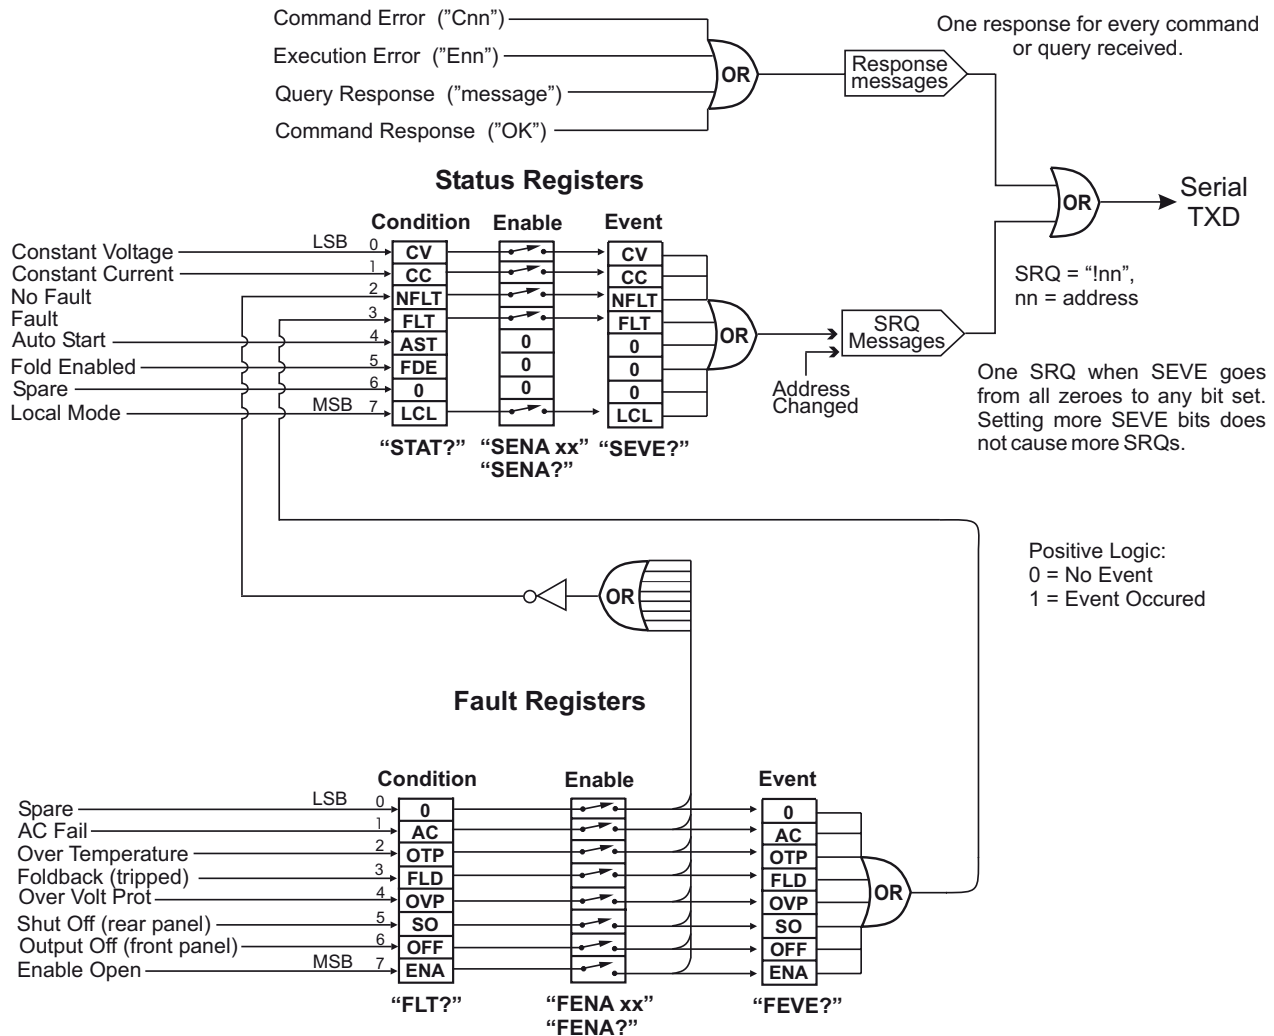 Command Error ("Cnn")
Execution Error ("Enn")
Query Response ("message")
Command Response ("OK")
OR
Response
messages
One response for every command
or query received.
OR
Serial
TXD
SRQ = "!nn",
nn = address
Status Registers
Condition Enable Event
Constant Voltage LSB 0 CV CV
Constant Current 1 CC CC
No Fault 2 NFLT NFLT
Fault 3 FLT FLT
Auto Start 4 AST 0 0
Fold Enabled 5 FDE 0 0
Spare 6 0 0 0
Local Mode MSB 7 LCL LCL
"STAT?" "SENA xx" "SEVE?"
"SENA?"
OR
SRQ
Messages
Address
Changed
One SRQ when SEVE goes
from all zeroes to any bit set.
Setting more SEVE bits does
not cause more SRQs.
Positive Logic:
0 = No Event
1 = Event Occured
OR
Fault Registers
Condition Enable Event
Spare LSB 0 0 0
AC Fail 1 AC AC
Over Temperature 2 OTP OTP
Foldback (tripped) 3 FLD FLD
Over Volt Prot 4 OVP OVP
Shut Off (rear panel) 5 SO SO
Output Off (front panel) 6 OFF OFF
Enable Open MSB 7 ENA ENA
OR
"FLT?" "FENA xx" "FEVE?"
"FENA?"